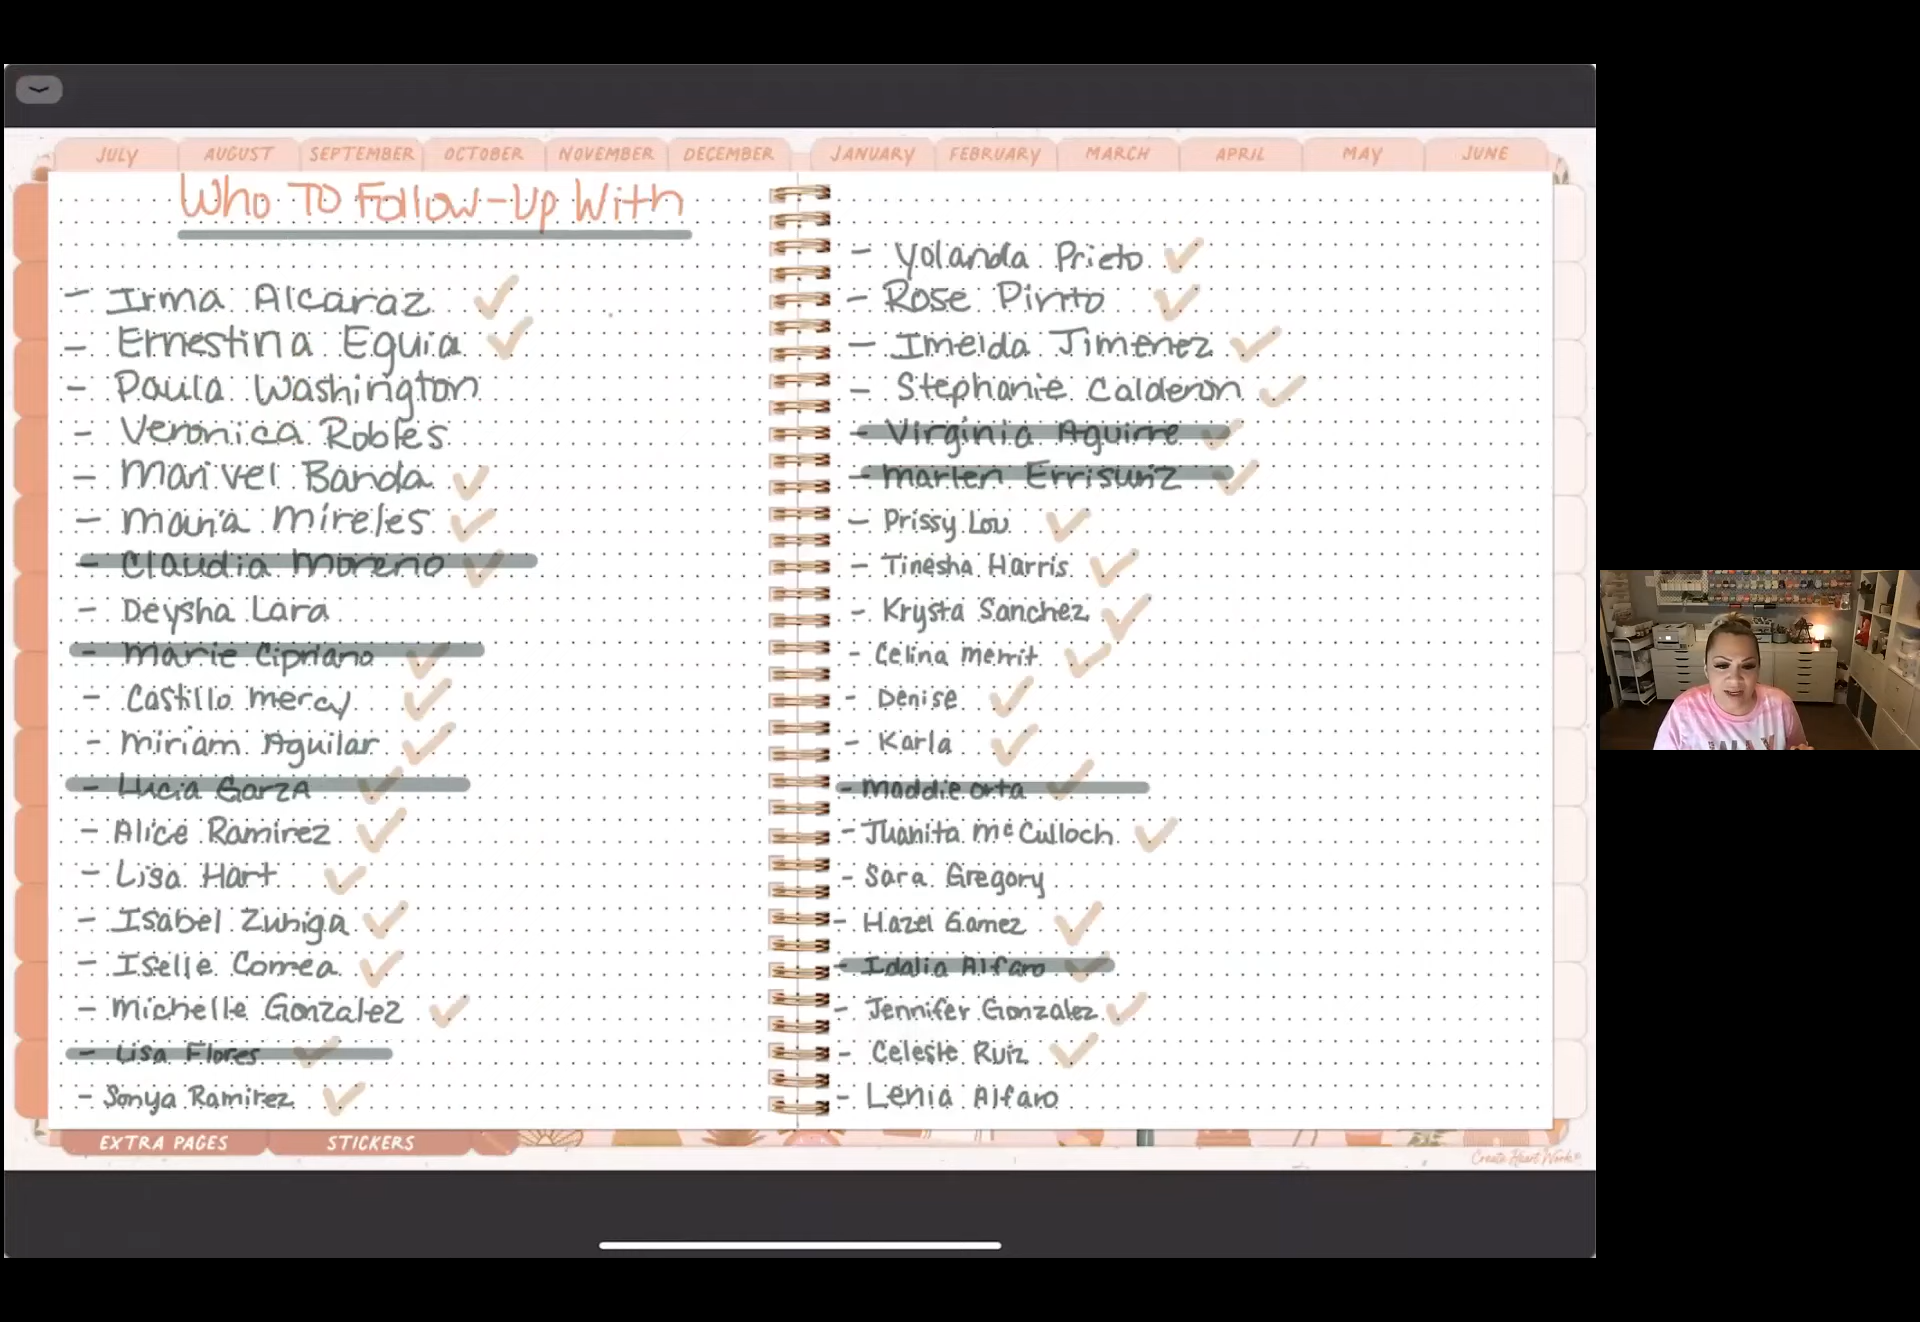 JULY AUGUST SEPTEMBER OCTOBER NOVEMBER DECEMBER JANUARY FEBRUARY MARCH APRIL MAY JUNE
Who To Follow-Up With
- Irma Alcaraz
- Ernestina Eguia
- Paula Washington
- Veronica Robles
- Marivel Banda
- Maria Mireles
- Claudia Moreno
- Deysha Lara
- Marie Cipriano
- Castillo Mercy
- Miriam Aguilar
- Lucia Garza
- Alice Ramirez
- Lisa Hart
- Isabel Zuniga
- Iselle Correa
- Michelle Gonzalez
- Lisa Flores
- Sonya Ramirez
- Yolanda Prieto
- Rose Pinto
- Imelda Jimenez
- Stephanie Calderon
- Virginia Aguirre
- Marlen Errisuriz
- Prissy Lou
- Tinesha Harris
- Krysta Sanchez
- Celina Merrit
- Denise
- Karla
- Maddie Orta
- Juanita McCulloch
- Sara Gregory
- Hazel Gamez
- Idalia Alfaro
- Jennifer Gonzalez
- Celeste Ruiz
- Lenia Alfaro
EXTRA PAGES STICKERS
Create Heart Work